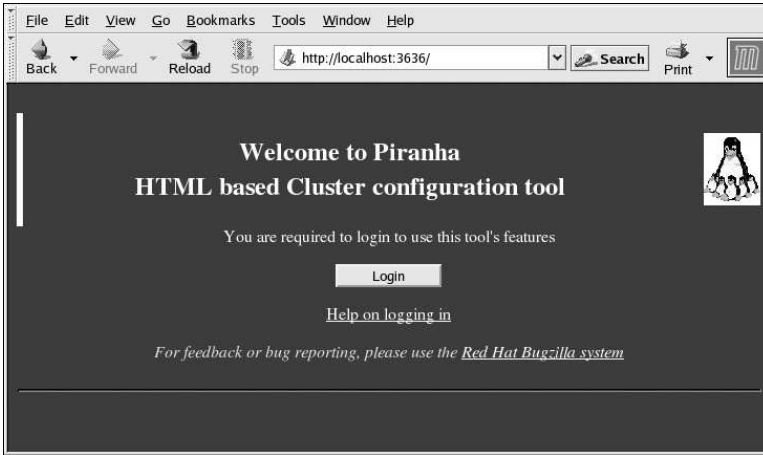 File Edit View Go Bookmarks Tools Window Help
Back Forward Reload Stop http://localhost:3636/ Search Print
Welcome to Piranha
HTML based Cluster configuration tool
You are required to login to use this tool's features
Login
Help on logging in
For feedback or bug reporting, please use the Red Hat Bugzilla system